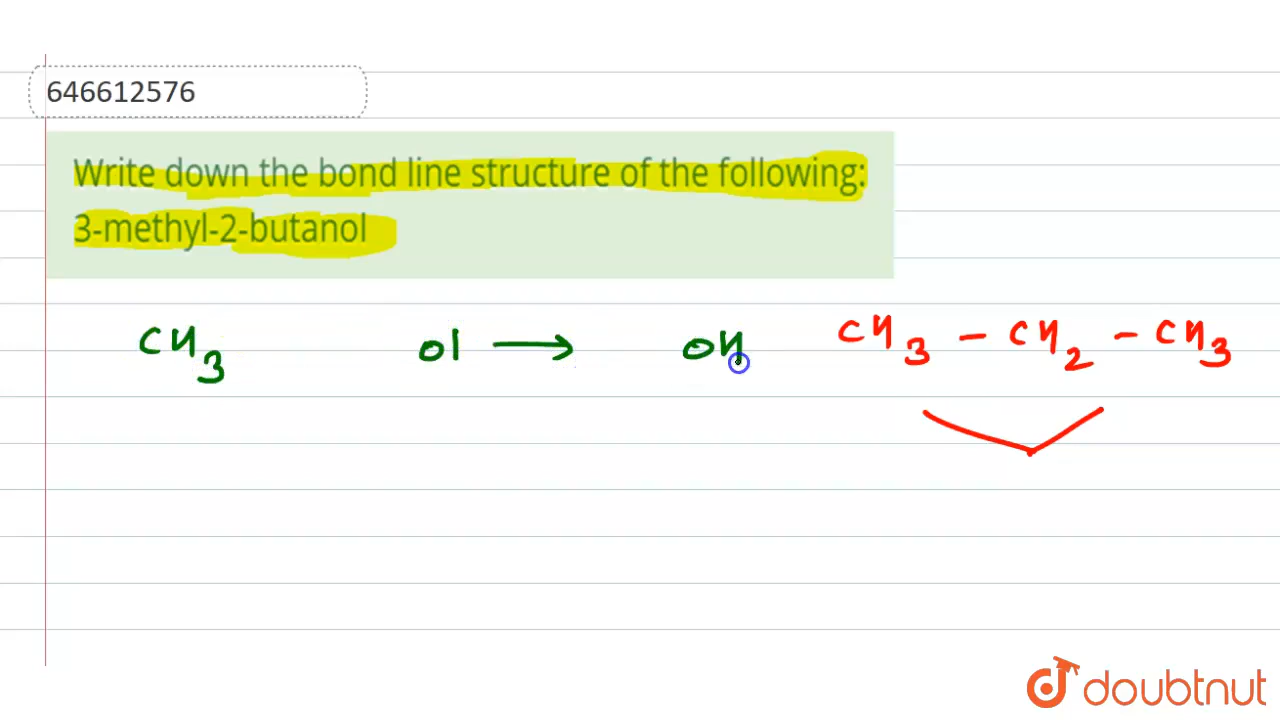 646612576
Write down the bond line structure of the following:
3-methyl-2-butanol
CH3 ol → OH CH3 - CH2 - CH3
doubtnut